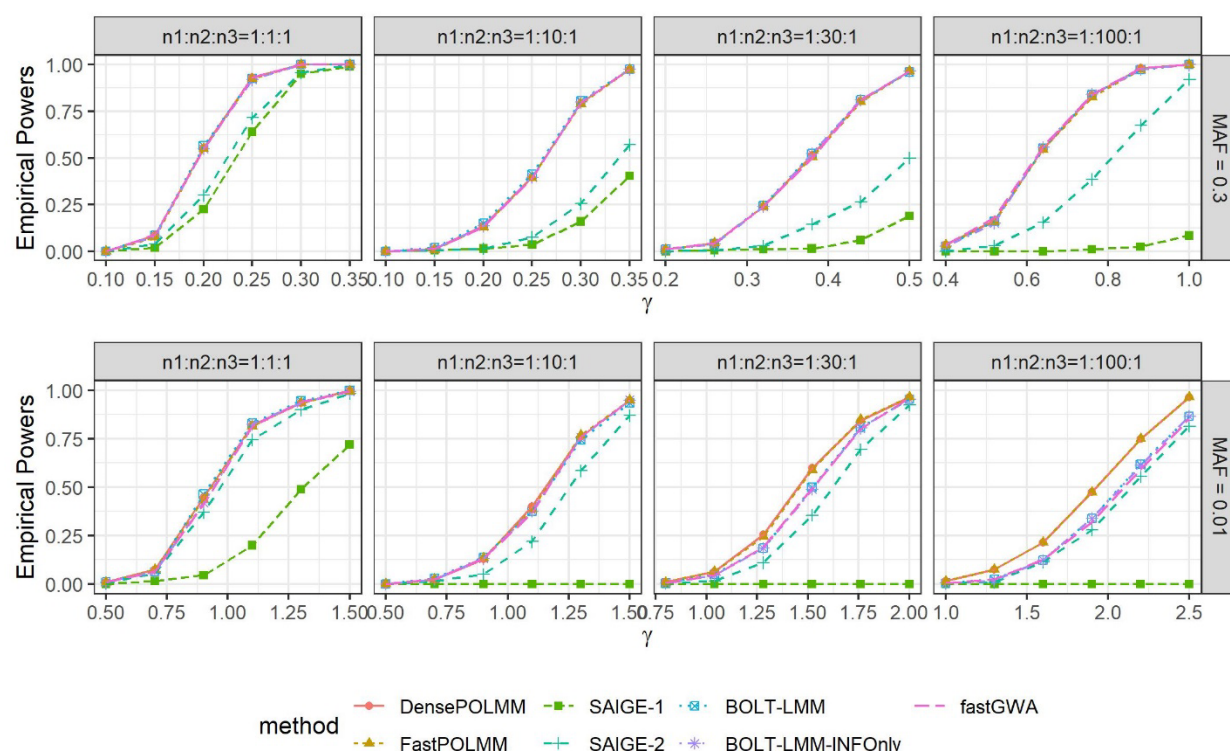 n1:n2:n3=1:1:1 n1:n2:n3=1:10:1 n1:n2:n3=1:30:1 n1:n2:n3=1:100:1
1.00
0.75
0.50
0.25
0.00
Empirical Powers
MAF = 0.3
0.10 0.15 0.20 0.25 0.30 0.35 0.10 0.15 0.20 0.25 0.30 0.35 0.2 0.3 0.4 0.5 0.4 0.6 0.8 1.0
γ
n1:n2:n3=1:1:1 n1:n2:n3=1:10:1 n1:n2:n3=1:30:1 n1:n2:n3=1:100:1
1.00
0.75
0.50
0.25
0.00
Empirical Powers
MAF = 0.01
0.50 0.75 1.00 1.25 1.50 0.50 0.75 1.00 1.25 1.50 0.75 1.00 1.25 1.50 1.75 2.00 1.0 1.5 2.0 2.5
γ
method
DensePOLMM SAIGE-1 BOLT-LMM fastGWA
FastPOLMM SAIGE-2 BOLT-LMM-INFOnly